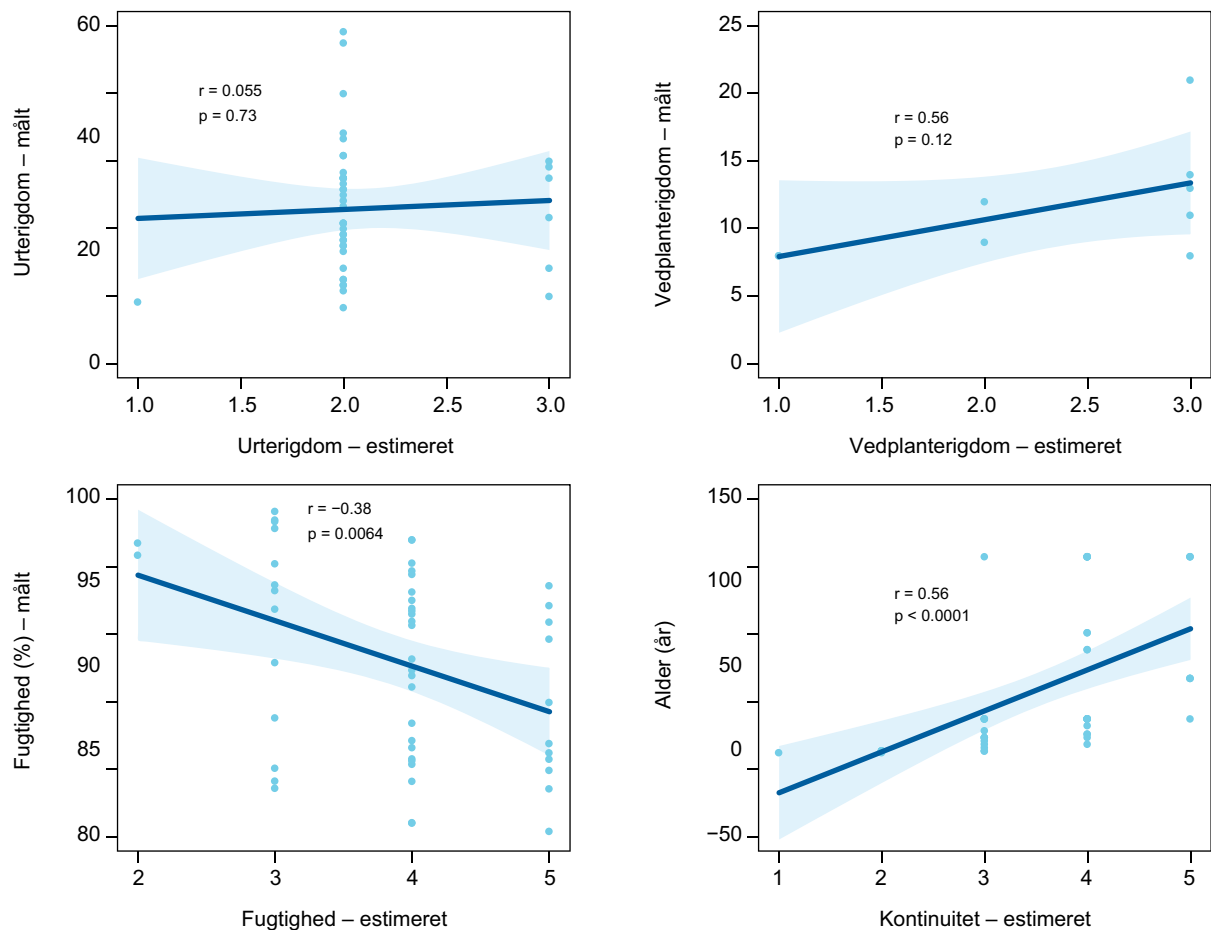 60
40
20
0
Urterigdom – målt
r = 0.055
p = 0.73
1.0 1.5 2.0 2.5 3.0
Urterigdom – estimeret
25
20
15
10
5
0
Vedplanterigdom – målt
r = 0.56
p = 0.12
1.0 1.5 2.0 2.5 3.0
Vedplanterigdom – estimeret
100
95
90
85
80
Fugtighed (%) – målt
r = −0.38
p = 0.0064
2 3 4 5
Fugtighed – estimeret
150
100
50
0
−50
Alder (år)
r = 0.56
p < 0.0001
1 2 3 4 5
Kontinuitet – estimeret